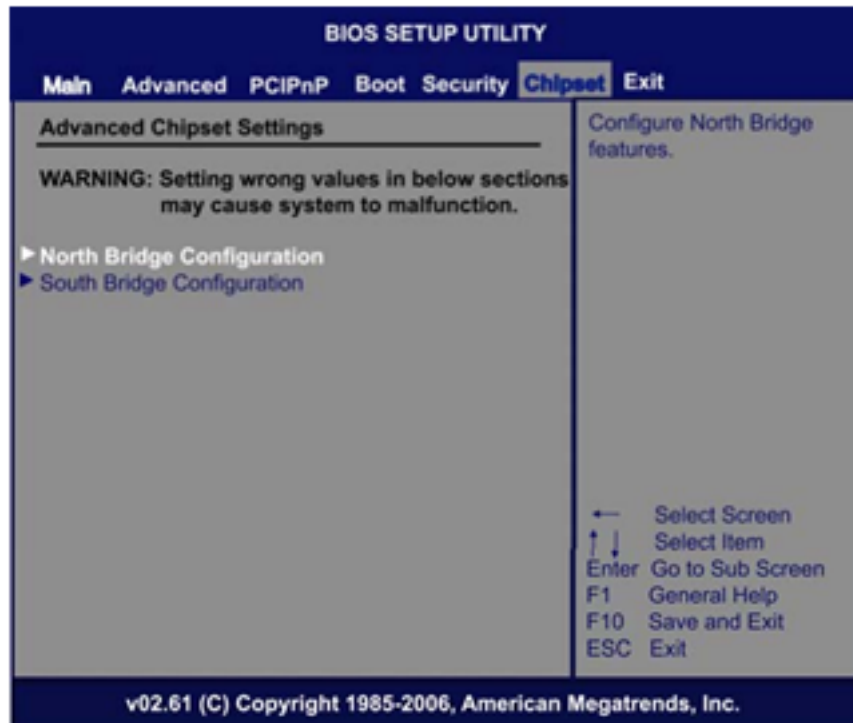 BIOS SETUP UTILITY
Main Advanced PCIPnP Boot Security Chipset Exit
Advanced Chipset Settings
WARNING: Setting wrong values in below sections
may cause system to malfunction.
North Bridge Configuration
South Bridge Configuration
Configure North Bridge
features.
← Select Screen
↑↓ Select Item
Enter Go to Sub Screen
F1 General Help
F10 Save and Exit
ESC Exit
v02.61 (C) Copyright 1985-2006, American Megatrends, Inc.